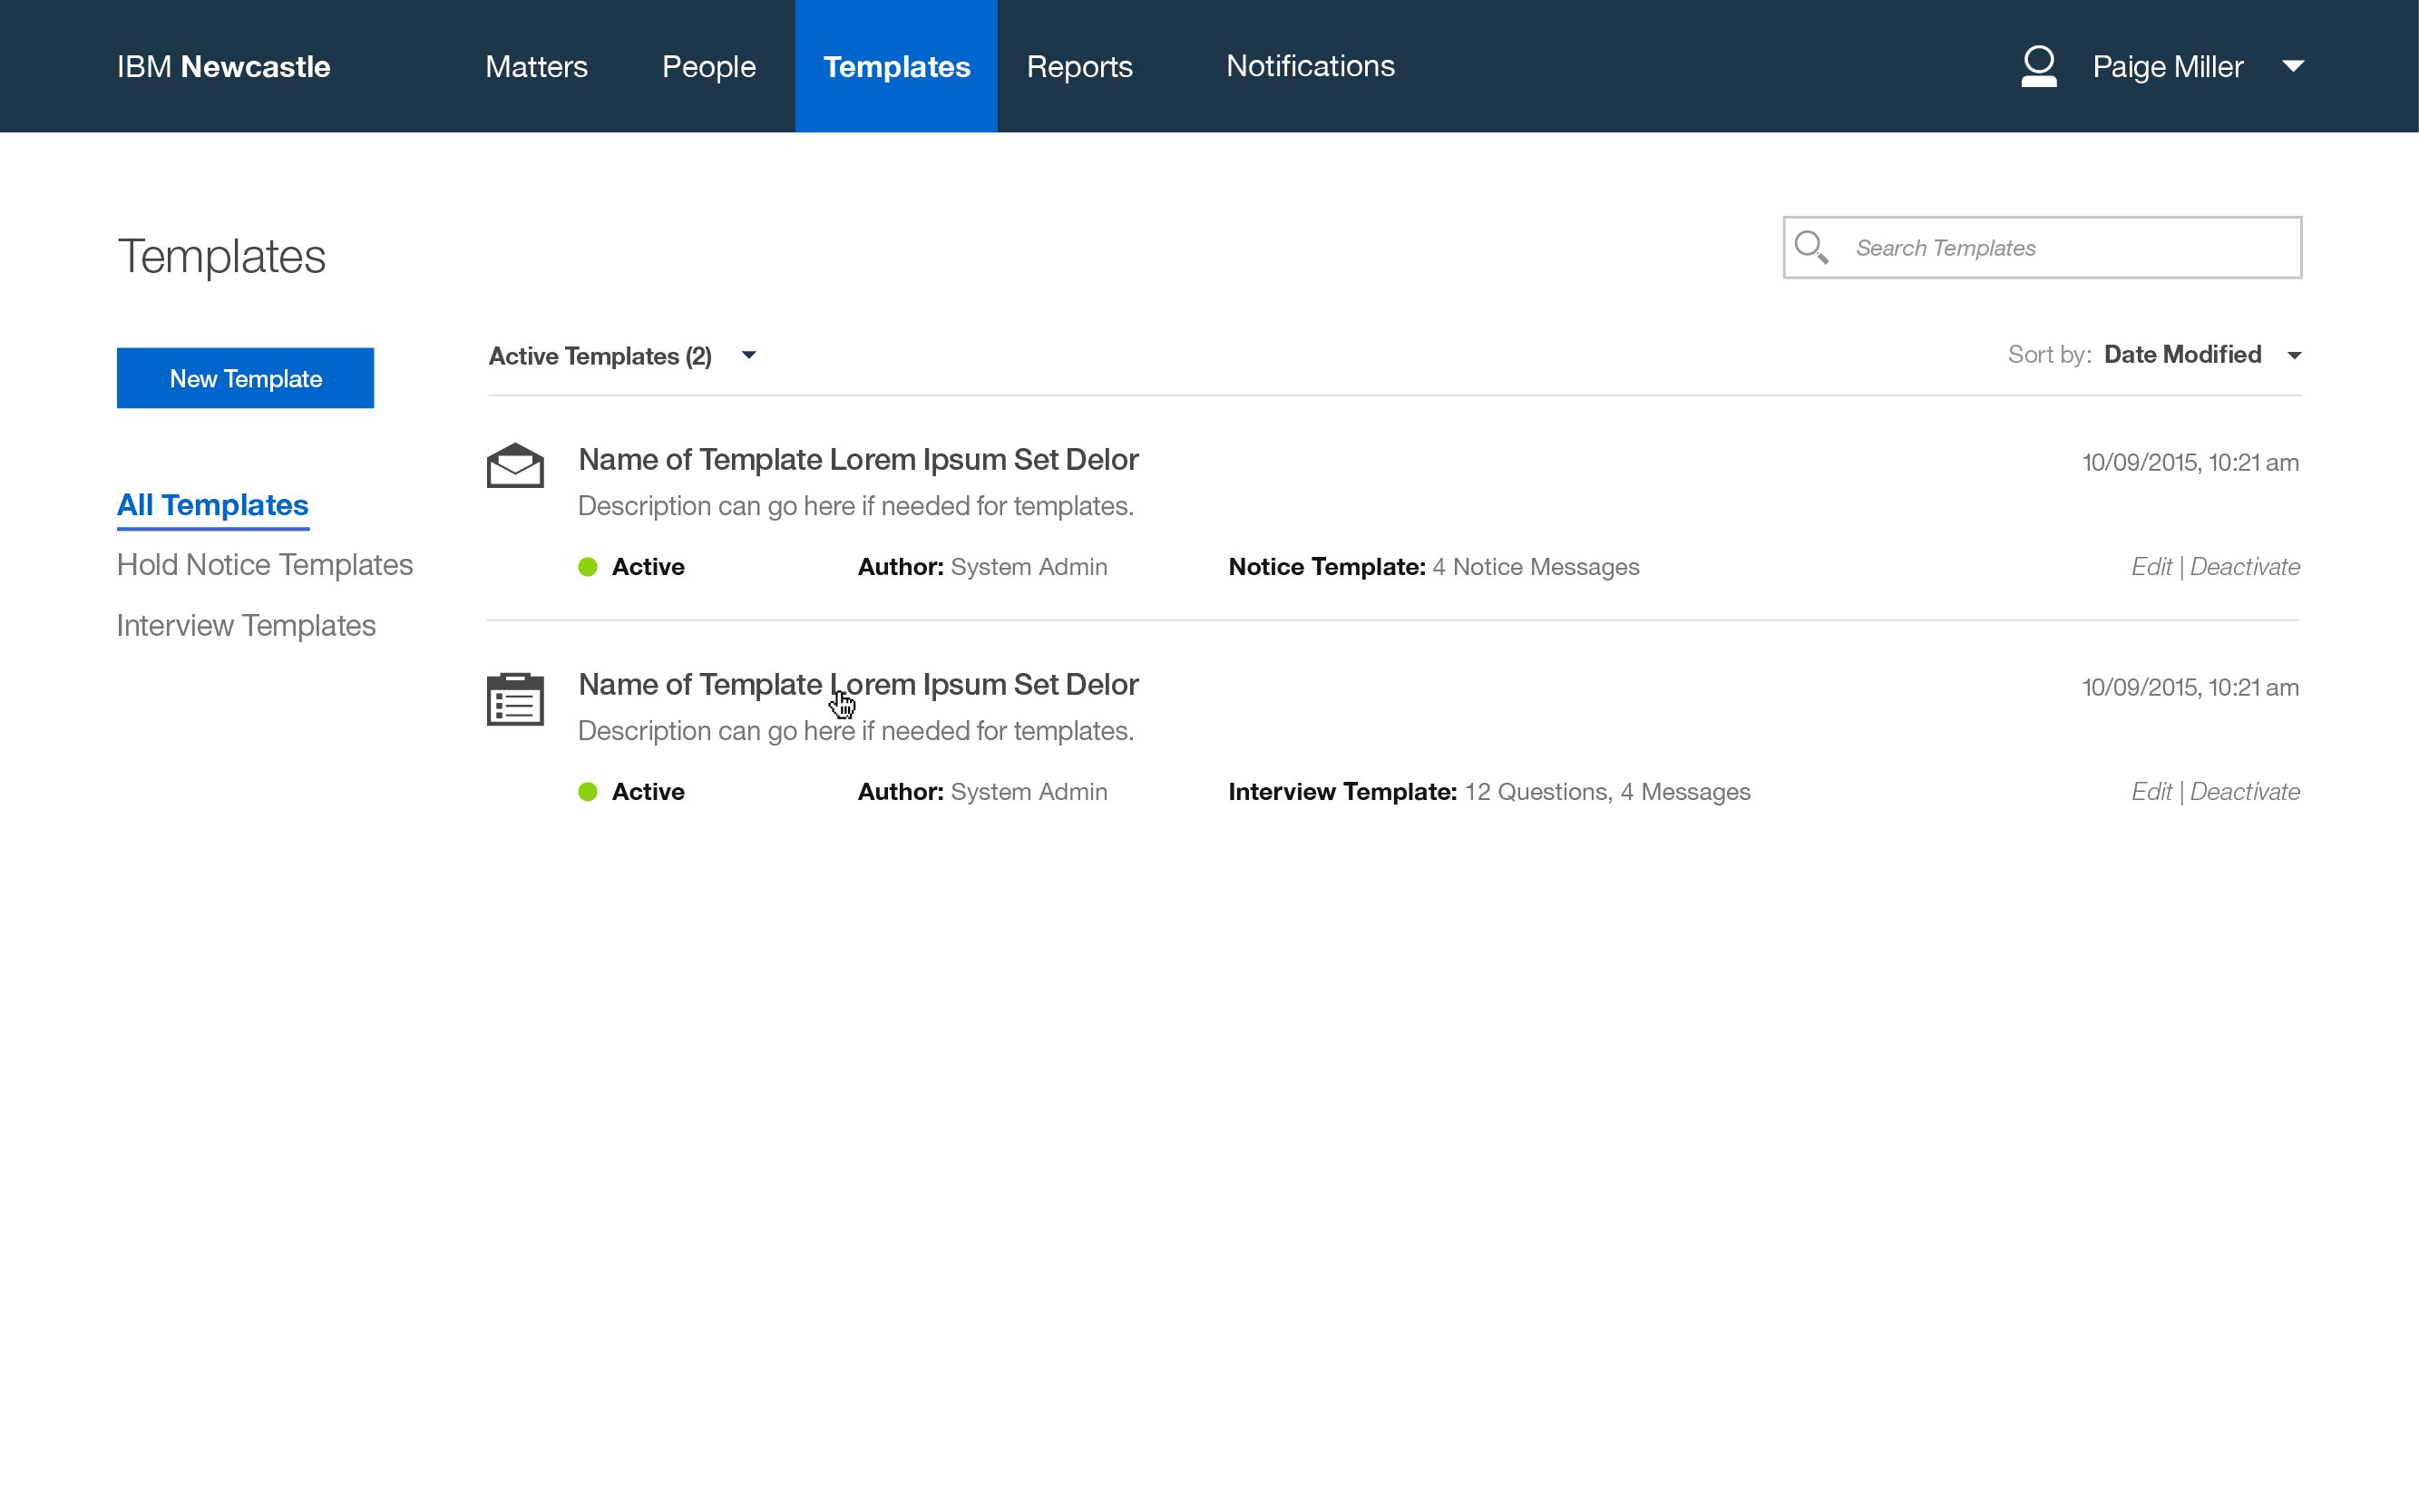 IBM Newcastle Matters People Templates Reports Notifications Paige Miller
Templates
Search Templates
New Template
Active Templates (2) Sort by: Date Modified
All Templates
Hold Notice Templates
Interview Templates
Name of Template Lorem Ipsum Set Delor 10/09/2015, 10:21 am
Description can go here if needed for templates.
Active Author: System Admin Notice Template: 4 Notice Messages Edit | Deactivate
Name of Template Lorem Ipsum Set Delor 10/09/2015, 10:21 am
Description can go here if needed for templates.
Active Author: System Admin Interview Template: 12 Questions, 4 Messages Edit | Deactivate